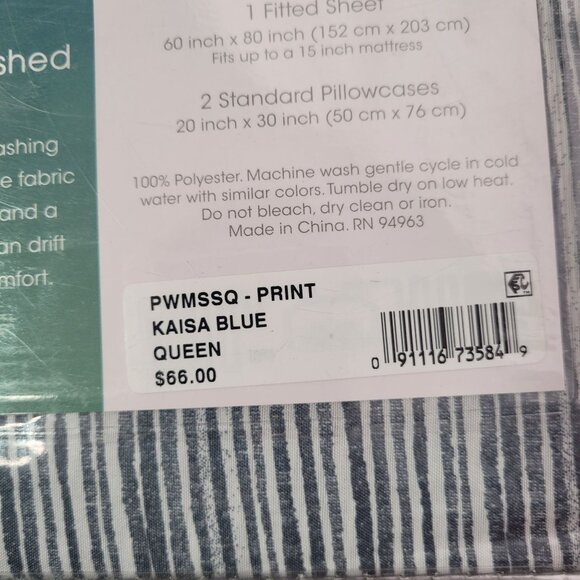 shed
ashing
e fabric
and a
an drift
mfort.
1 Fitted Sheet
60 inch x 80 inch (152 cm x 203 cm)
Fits up to a 15 inch mattress
2 Standard Pillowcases
20 inch x 30 inch (50 cm x 76 cm)
100% Polyester. Machine wash gentle cycle in cold
water with similar colors. Tumble dry on low heat.
Do not bleach, dry clean or iron.
Made in China. RN 94963
PWMSSQ - PRINT
KAISA BLUE
QUEEN
$66.00
0 91116 73584 9